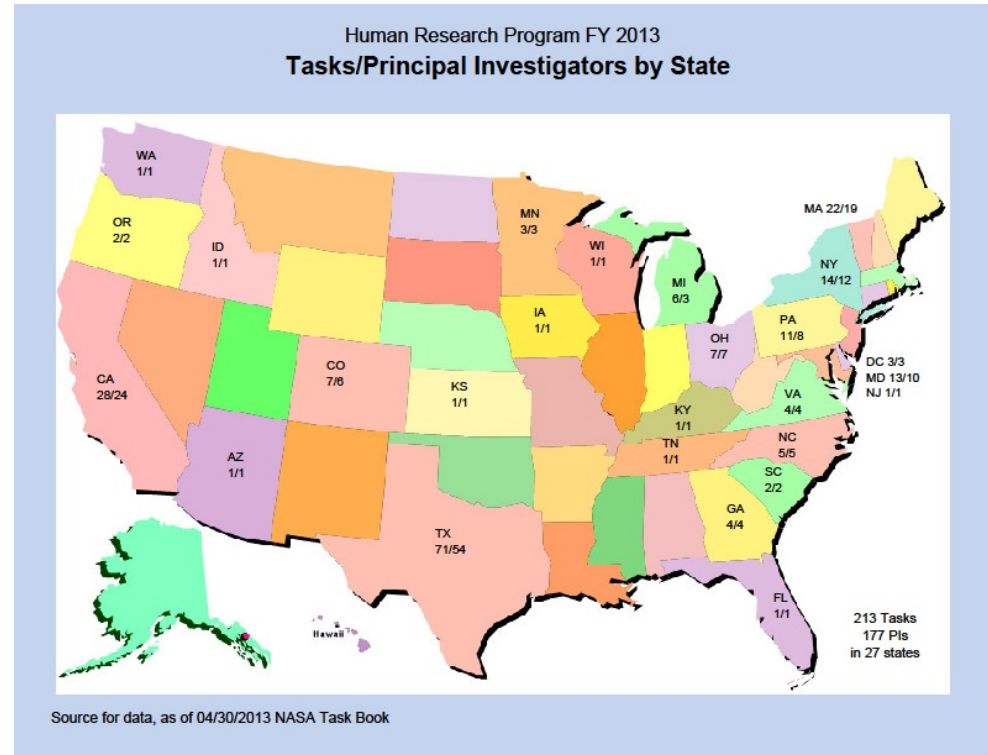 Human Research Program FY 2013
Tasks/Principal Investigators by State
WA
1/1
OR
2/2
ID
1/1
MN
3/3
WI
1/1
MI
6/3
MA 22/19
NY
14/12
IA
1/1
OH
7/7
PA
11/8
DC 3/3
MD 13/10
NJ 1/1
CA
28/24
CO
7/6
KS
1/1
KY
1/1
VA
4/4
AZ
1/1
TN
1/1
NC
5/5
SC
2/2
GA
4/4
TX
71/54
FL
1/1
Hawaii
213 Tasks
177 PIs
in 27 states
Source for data, as of 04/30/2013 NASA Task Book